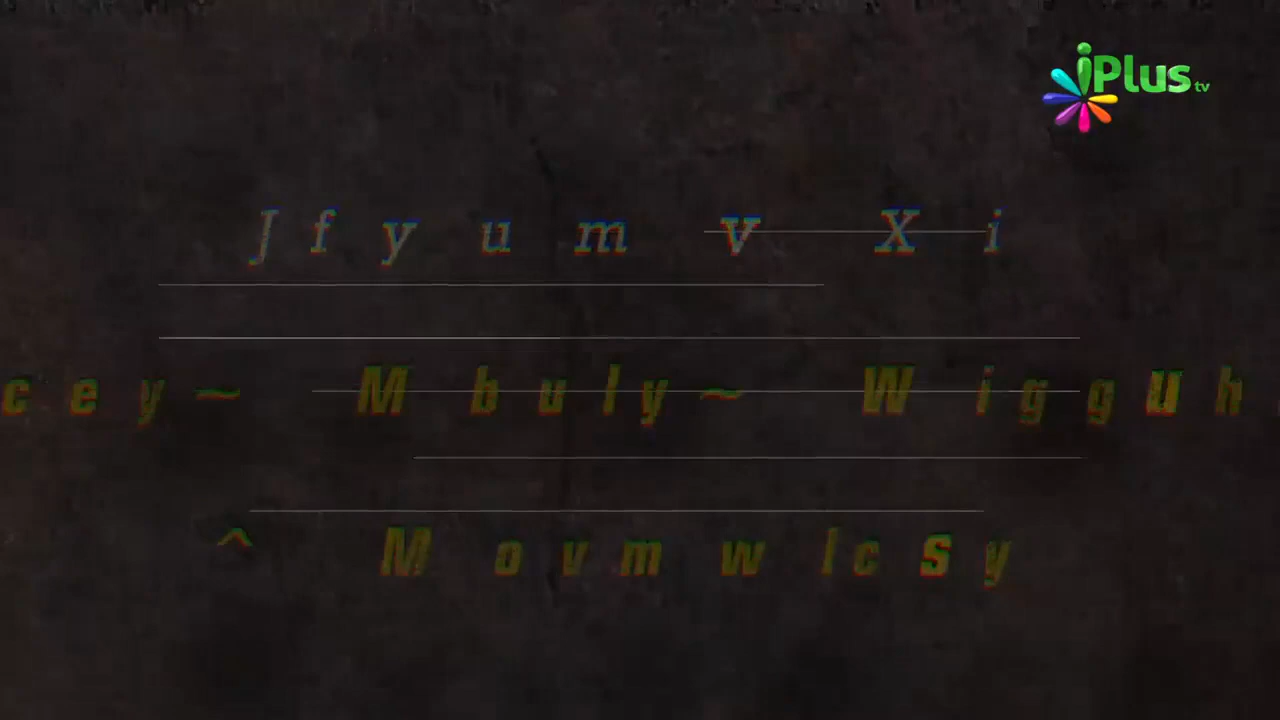 iPlus tv
J f y u m v X i
c e y ~ M b u l y ~ W i g g u h
^ M o v m w l c s y